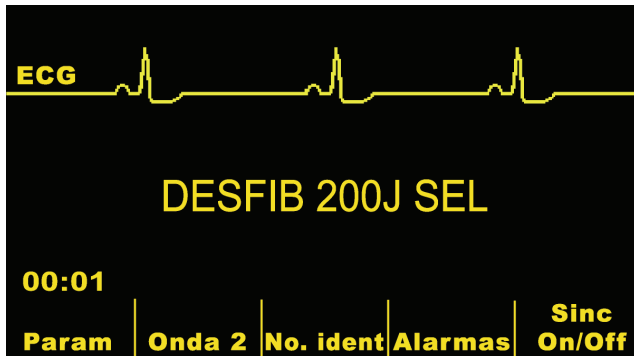 ECG
DESFIB 200J SEL
00:01
Param
Onda 2
No. ident
Alarmas
Sinc
On/Off